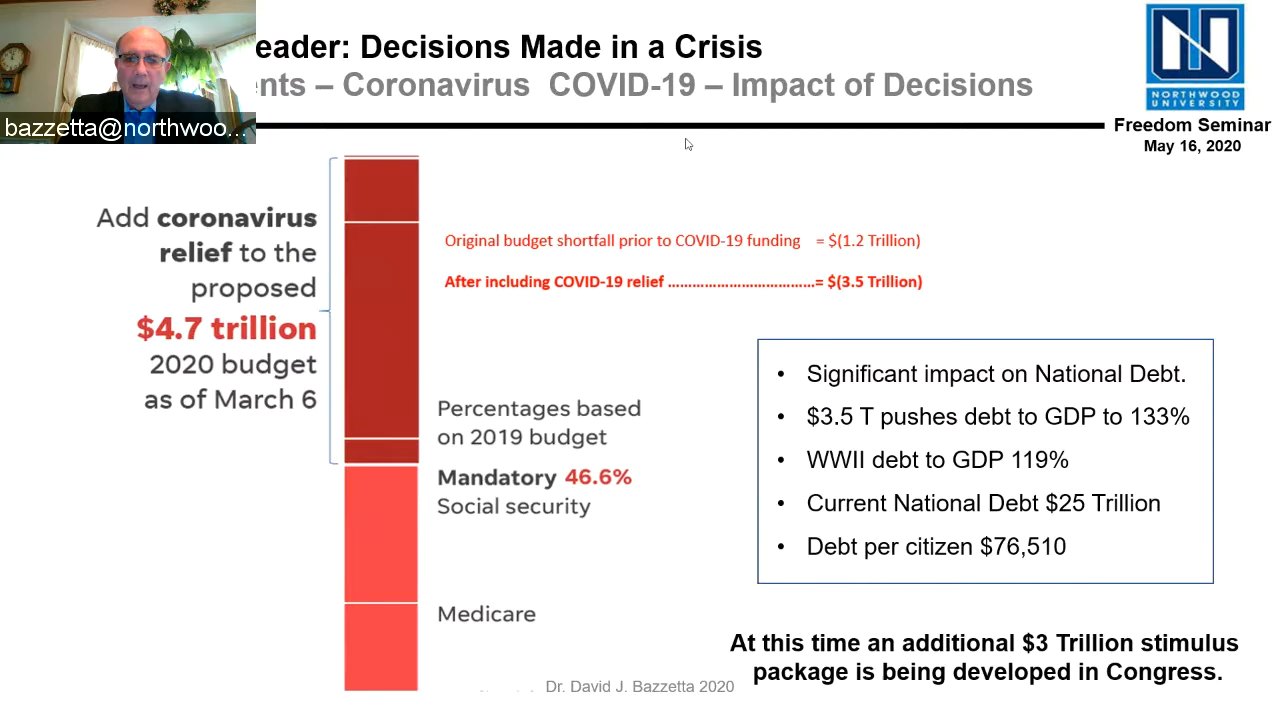 eader: Decisions Made in a Crisis
nts – Coronavirus COVID-19 – Impact of Decisions
bazzetta@northwoo...
NORTHWOOD
UNIVERSITY
Freedom Seminar
May 16, 2020
Add coronavirus
relief to the
proposed
$4.7 trillion
2020 budget
as of March 6
Original budget shortfall prior to COVID-19 funding = $(1.2 Trillion)
After including COVID-19 relief ………………………………= $(3.5 Trillion)
Percentages based
on 2019 budget
Mandatory 46.6%
Social security
Medicare
• Significant impact on National Debt.
• $3.5 T pushes debt to GDP to 133%
• WWII debt to GDP 119%
• Current National Debt $25 Trillion
• Debt per citizen $76,510
At this time an additional $3 Trillion stimulus
package is being developed in Congress.
Dr. David J. Bazzetta 2020